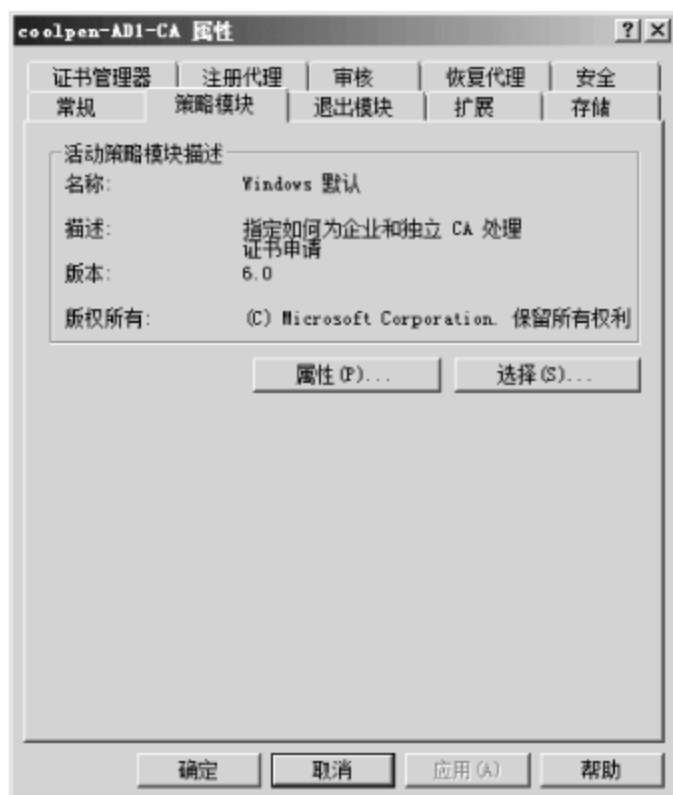 coolpen-AD1-CA 属性
证书管理器 注册代理 审核 恢复代理 安全
常规 策略模块 退出模块 扩展 存储
活动策略模块描述
名称: Windows 默认
描述: 指定如何为企业和独立 CA 处理
证书申请
版本: 6.0
版权所有: (C) Microsoft Corporation. 保留所有权利
属性(P)... 选择(S)...
确定 取消 应用(A) 帮助